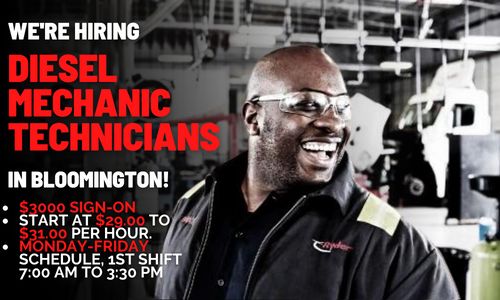 WE'RE HIRING
DIESEL
MECHANIC
TECHNICIANS
IN BLOOMINGTON!
• $3000 SIGN-ON
• START AT $29.00 TO
$31.00 PER HOUR.
• MONDAY-FRIDAY
SCHEDULE, 1ST SHIFT
7:00 AM TO 3:30 PM
Ryder